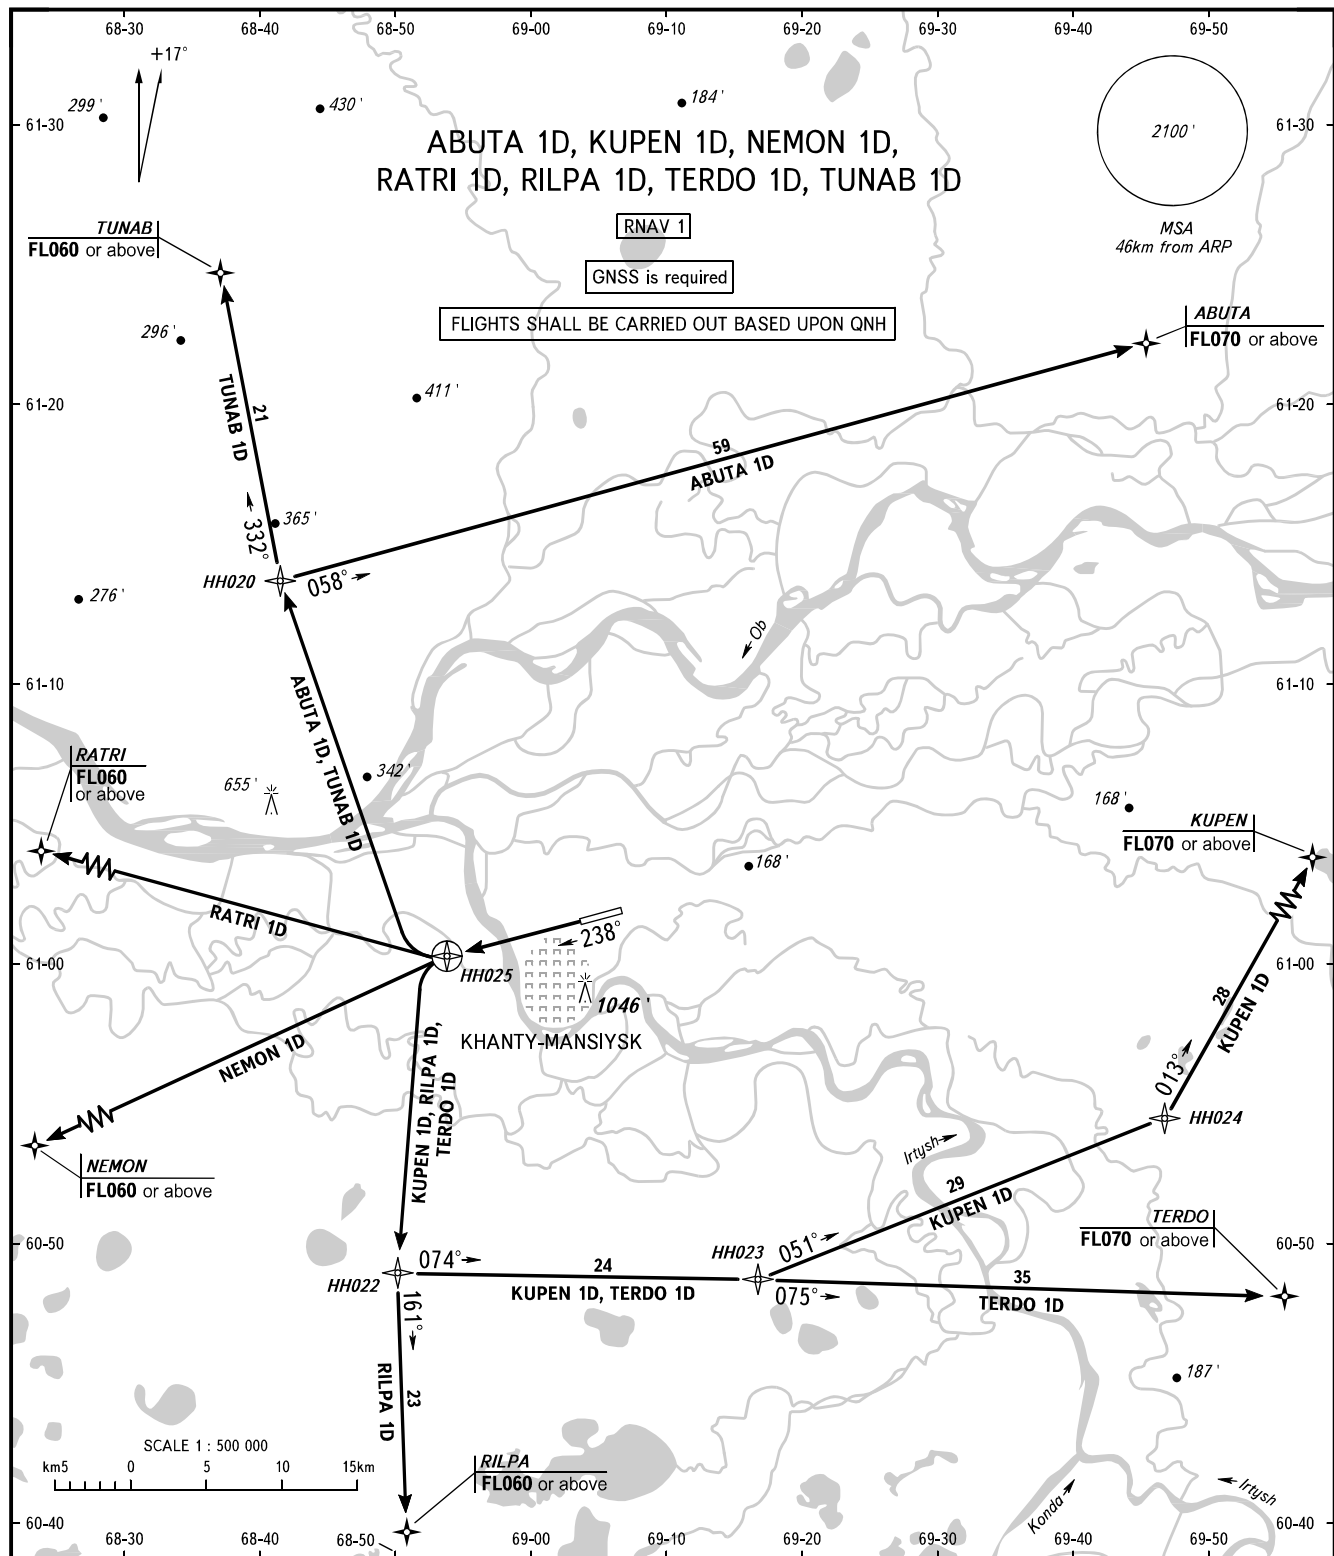 68-30 68-40 68-50 69-00 69-10 69-20 69-30 69-40 69-50
+17°
299' 430' 184'
61-30 61-30
2100'
ABUTA 1D, KUPEN 1D, NEMON 1D,
RATRI 1D, RILPA 1D, TERDO 1D, TUNAB 1D
RNAV 1
MSA
46km from ARP
TUNAB
FL060 or above
GNSS is required
FLIGHTS SHALL BE CARRIED OUT BASED UPON QNH
ABUTA
FL070 or above
296'
411'
61-20 61-20
21
TUNAB 1D
59
ABUTA 1D
365'
332°
HH020
058°
276'
Ob
61-10 61-10
ABUTA 1D, TUNAB 1D
RATRI
FL060
or above
655'
342'
168'
KUPEN
FL070 or above
168'
RATRI 1D
238°
61-00 61-00
HH025
1046'
KHANTY-MANSIYSK
28
KUPEN 1D
NEMON 1D
KUPEN 1D, RILPA 1D,
TERDO 1D
013°
HH024
Irtysh
NEMON
FL060 or above
29
KUPEN 1D
TERDO
FL070 or above
60-50 60-50
HH023
051°
074°
24
KUPEN 1D, TERDO 1D
HH022
075°
35
TERDO 1D
161°
RILPA 1D
23
187'
SCALE 1 : 500 000
km5 0 5 10 15km
RILPA
FL060 or above
Konda
Irtysh
60-40 60-40
68-30 68-40 68-50 69-00 69-10 69-20 69-30 69-40 69-50